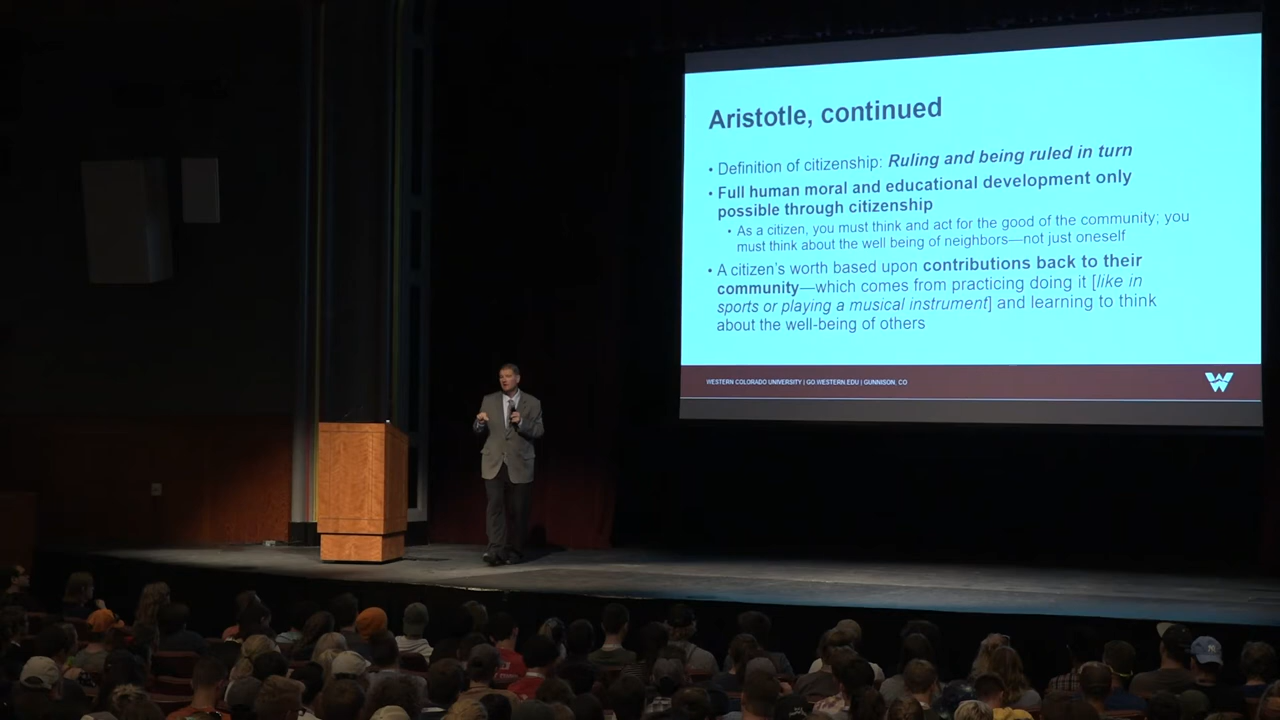 Aristotle, continued
• Definition of citizenship: Ruling and being ruled in turn
• Full human moral and educational development only
possible through citizenship
• As a citizen, you must think and act for the good of the community; you
must think about the well being of neighbors—not just oneself
• A citizen's worth based upon contributions back to their
community—which comes from practicing doing it [like in
sports or playing a musical instrument] and learning to think
about the well-being of others
WESTERN COLORADO UNIVERSITY | GO WESTERN.EDU | GUNNISON, CO
W